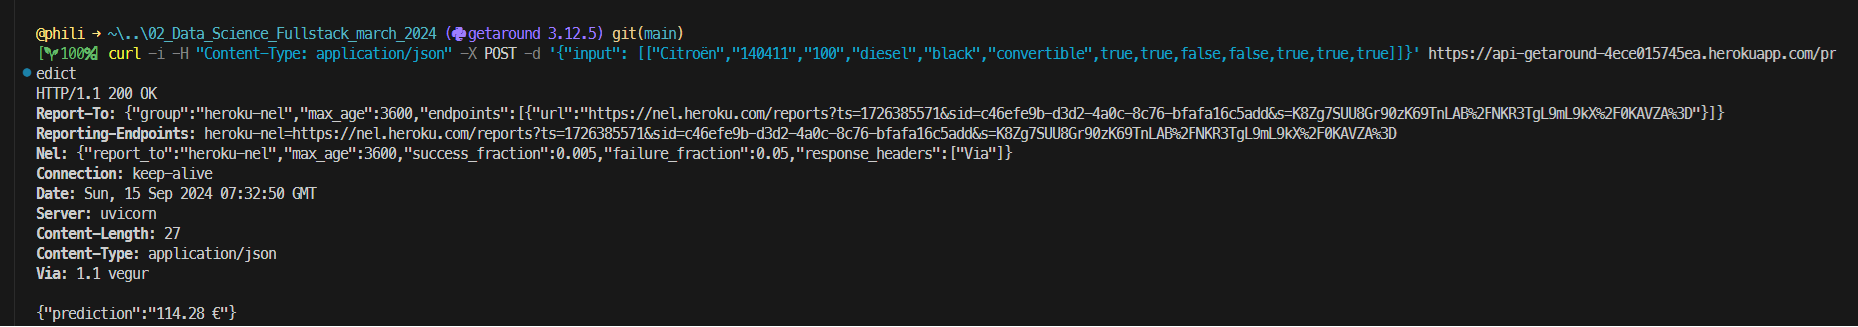 @phili → ~\..\02_Data_Science_Fullstack_march_2024 (getaround 3.12.5) git(main)
[100%] curl -i -H "Content-Type: application/json" -X POST -d '{"input": [["Citroën","140411","100","diesel","black","convertible",true,true,false,false,true,true,true]]}' https://api-getaround-4ece015745ea.herokuapp.com/pr
edict
HTTP/1.1 200 OK
Report-To: {"group":"heroku-nel","max_age":3600,"endpoints":[{"url":"https://nel.heroku.com/reports?ts=1726385571&sid=c46efe9b-d3d2-4a0c-8c76-bfafa16c5add&s=K8Zg7SUU8Gr90zK69TnLAB%2FNKR3TgL9mL9kX%2F0KAVZA%3D"}]}
Reporting-Endpoints: heroku-nel=https://nel.heroku.com/reports?ts=1726385571&sid=c46efe9b-d3d2-4a0c-8c76-bfafa16c5add&s=K8Zg7SUU8Gr90zK69TnLAB%2FNKR3TgL9mL9kX%2F0KAVZA%3D
Nel: {"report_to":"heroku-nel","max_age":3600,"success_fraction":0.005,"failure_fraction":0.05,"response_headers":["Via"]}
Connection: keep-alive
Date: Sun, 15 Sep 2024 07:32:50 GMT
Server: uvicorn
Content-Length: 27
Content-Type: application/json
Via: 1.1 vegur
{"prediction":"114.28 €"}